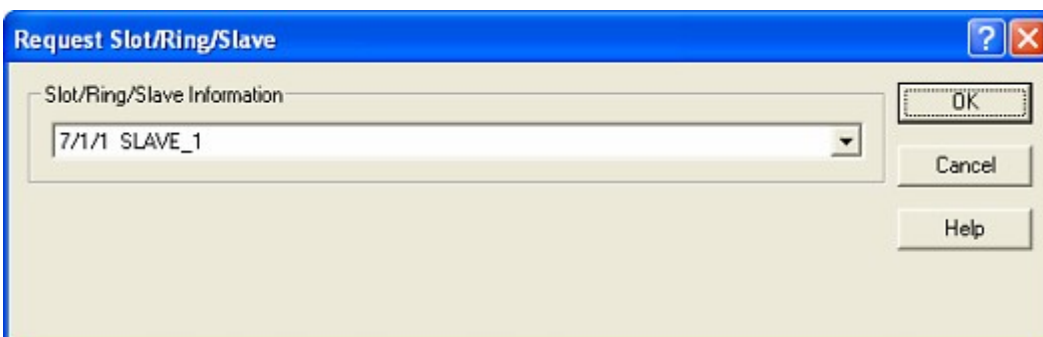 Request Slot/Ring/Slave
Slot/Ring/Slave Information
7/1/1 SLAVE_1
OK
Cancel
Help